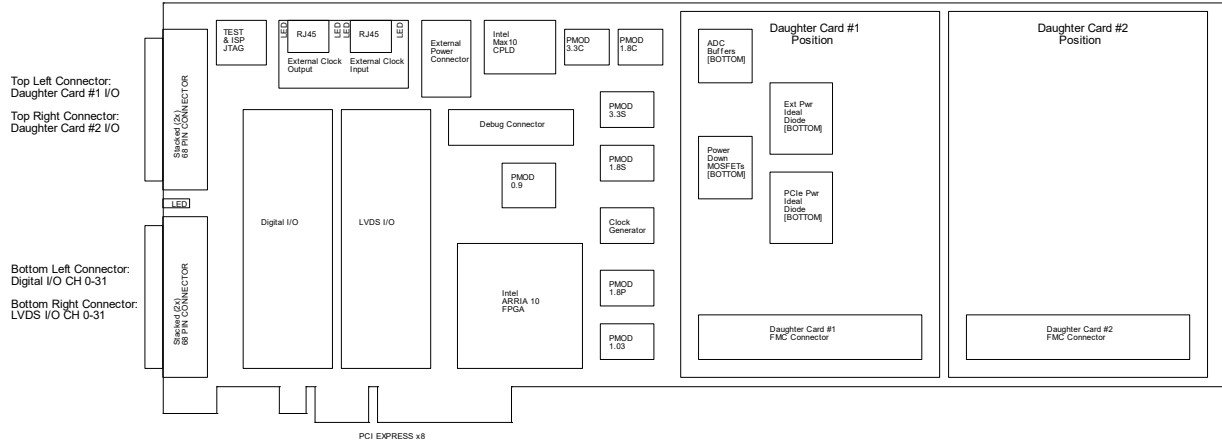 Top Left Connector:
Daughter Card #1 I/O
Top Right Connector:
Daughter Card #2 I/O
Bottom Left Connector:
Digital I/O CH 0-31
Bottom Right Connector:
LVDS I/O CH 0-31
Stacked (2x)
68 PIN CONNECTOR
LED
Stacked (2x)
68 PIN CONNECTOR
TEST
& ISP
JTAG
LED
RJ45
LED
LED
RJ45
LED
External Clock
Output
External Clock
Input
External
Power
Connector
Intel
Max10
CPLD
PMOD
3.3C
PMOD
1.8C
Digital I/O
LVDS I/O
Debug Connector
PMOD
0.9
Intel
ARRIA 10
FPGA
PMOD
3.3S
PMOD
1.8S
Clock
Generator
PMOD
1.8P
PMOD
1.03
Daughter Card #1
Position
ADC
Buffers
[BOTTOM]
Ext Pwr
Ideal
Diode
[BOTTOM]
Power
Down
MOSFETs
[BOTTOM]
PCIe Pwr
Ideal
Diode
[BOTTOM]
Daughter Card #1
FMC Connector
Daughter Card #2
Position
Daughter Card #2
FMC Connector
PCI EXPRESS x8